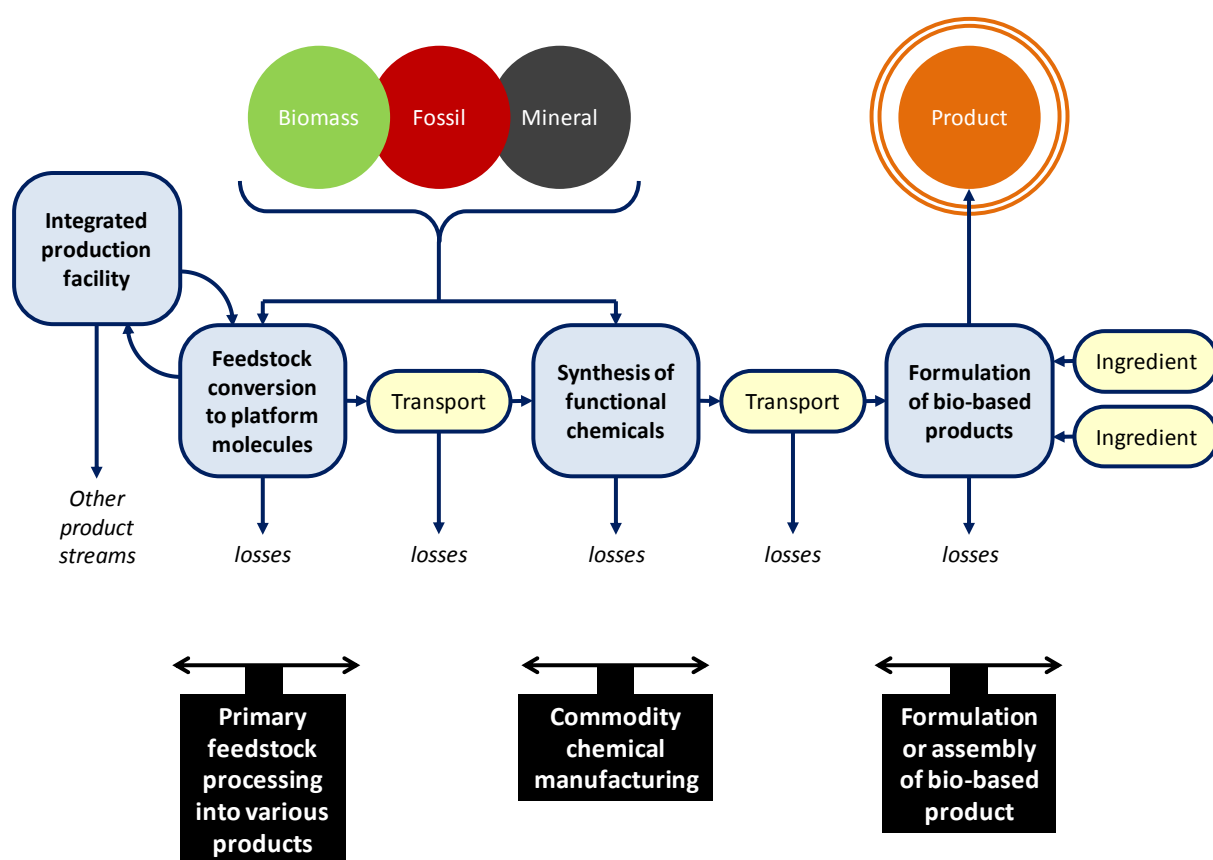 Biomass
Fossil
Mineral
Product
Integrated
production
facility
Feedstock
conversion
to platform
molecules
Transport
Synthesis of
functional
chemicals
Transport
Formulation
of bio-based
products
Ingredient
Ingredient
Other
product
streams
losses
losses
losses
losses
losses
Primary
feedstock
processing
into various
products
Commodity
chemical
manufacturing
Formulation
or assembly
of bio-based
product